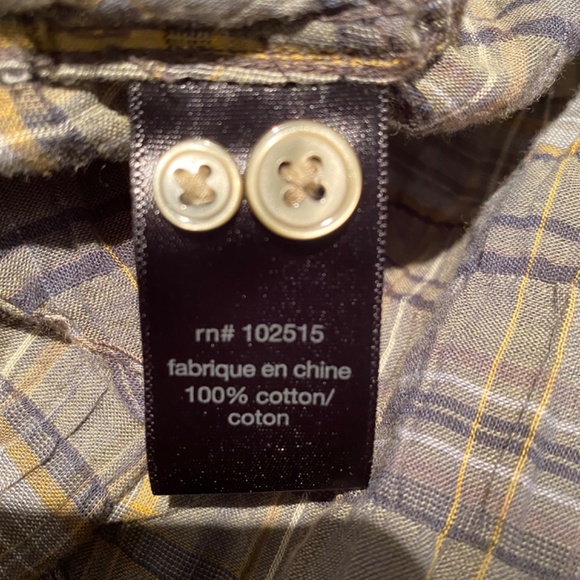 rn# 102515
fabrique en chine
100% cotton/
coton